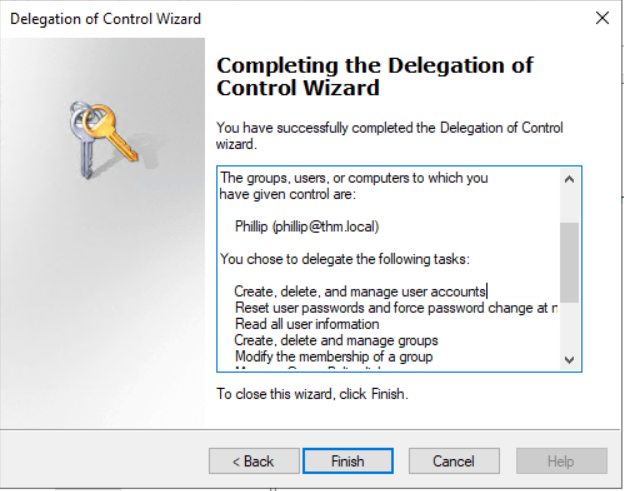 Delegation of Control Wizard
Completing the Delegation of
Control Wizard
You have successfully completed the Delegation of Control
wizard.
The groups, users, or computers to which you
have given control are:
Phillip (phillip@thm.local)
You chose to delegate the following tasks:
Create, delete, and manage user accounts
Reset user passwords and force password change at n
Read all user information
Create, delete and manage groups
Modify the membership of a group
To close this wizard, click Finish.
< Back
Finish
Cancel
Help